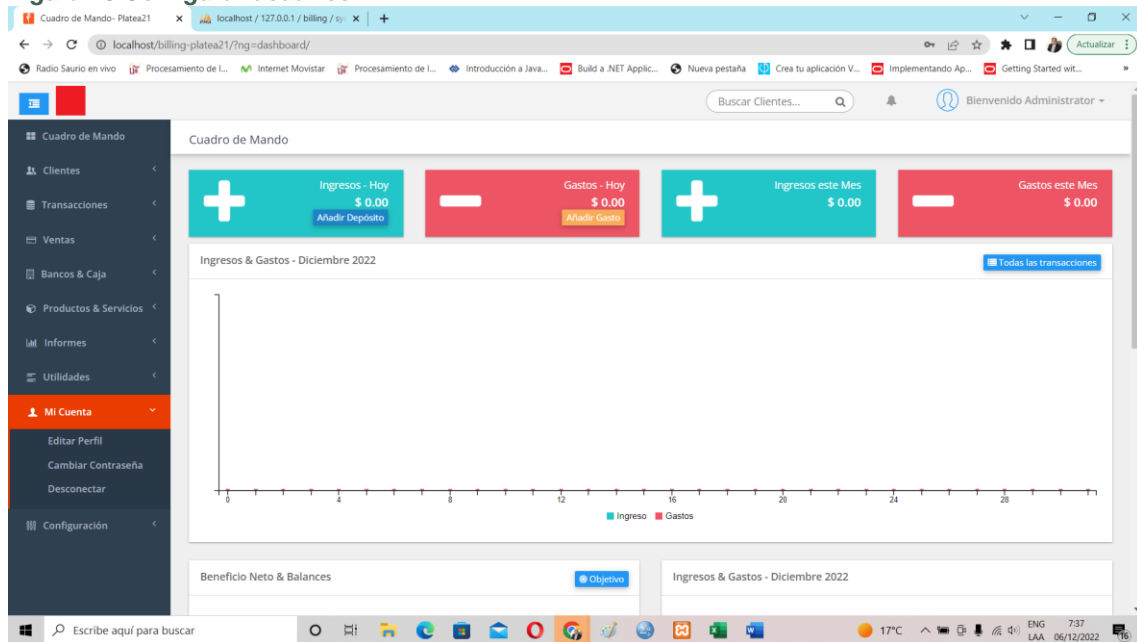 Cuadro de Mando- Platea21
localhost / 127.0.0.1 / billing / sy
localhost/billing-platea21/?ng=dashboard/
Actualizar
Radio Saurio en vivo
Procesamiento de l...
Internet Movistar
Procesamiento de l...
Introducción a Java...
Build a .NET Applic...
Nueva pestaña
Crea tu aplicación V...
Implementando Ap...
Getting Started wit...
»
Buscar Clientes...
Bienvenido Administrator
Cuadro de Mando
Clientes
Transacciones
Ventas
Bancos & Caja
Productos & Servicios
Informes
Utilidades
Mi Cuenta
Editar Perfil
Cambiar Contraseña
Desconectar
Configuración
Cuadro de Mando
Ingresos - Hoy
$ 0.00
Añadir Depósito
Gastos - Hoy
$ 0.00
Añadir Gasto
Ingresos este Mes
$ 0.00
Gastos este Mes
$ 0.00
Ingresos & Gastos - Diciembre 2022
Todas las transacciones
0 4 8 12 16 20 24 28
Ingreso Gastos
Beneficio Neto & Balances
Objetivo
Ingresos & Gastos - Diciembre 2022
Escribe aquí para buscar
17°C
ENG
LAA
7:37
06/12/2022
16